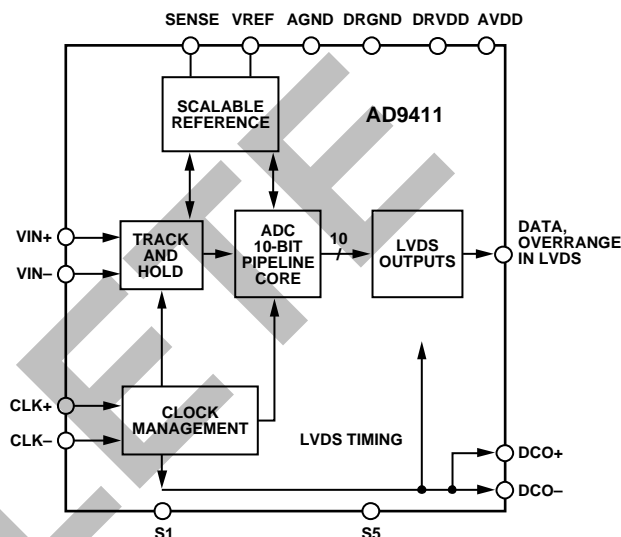 SENSE VREF AGND DRGND DRVDD AVDD
SCALABLE
REFERENCE
AD9411
VIN+
VIN–
TRACK
AND
HOLD
ADC
10-BIT
PIPELINE
CORE
10
LVDS
OUTPUTS
DATA,
OVERRANGE
IN LVDS
CLK+
CLK–
CLOCK
MANAGEMENT
LVDS TIMING
DCO+
DCO–
S1 S5
LETE